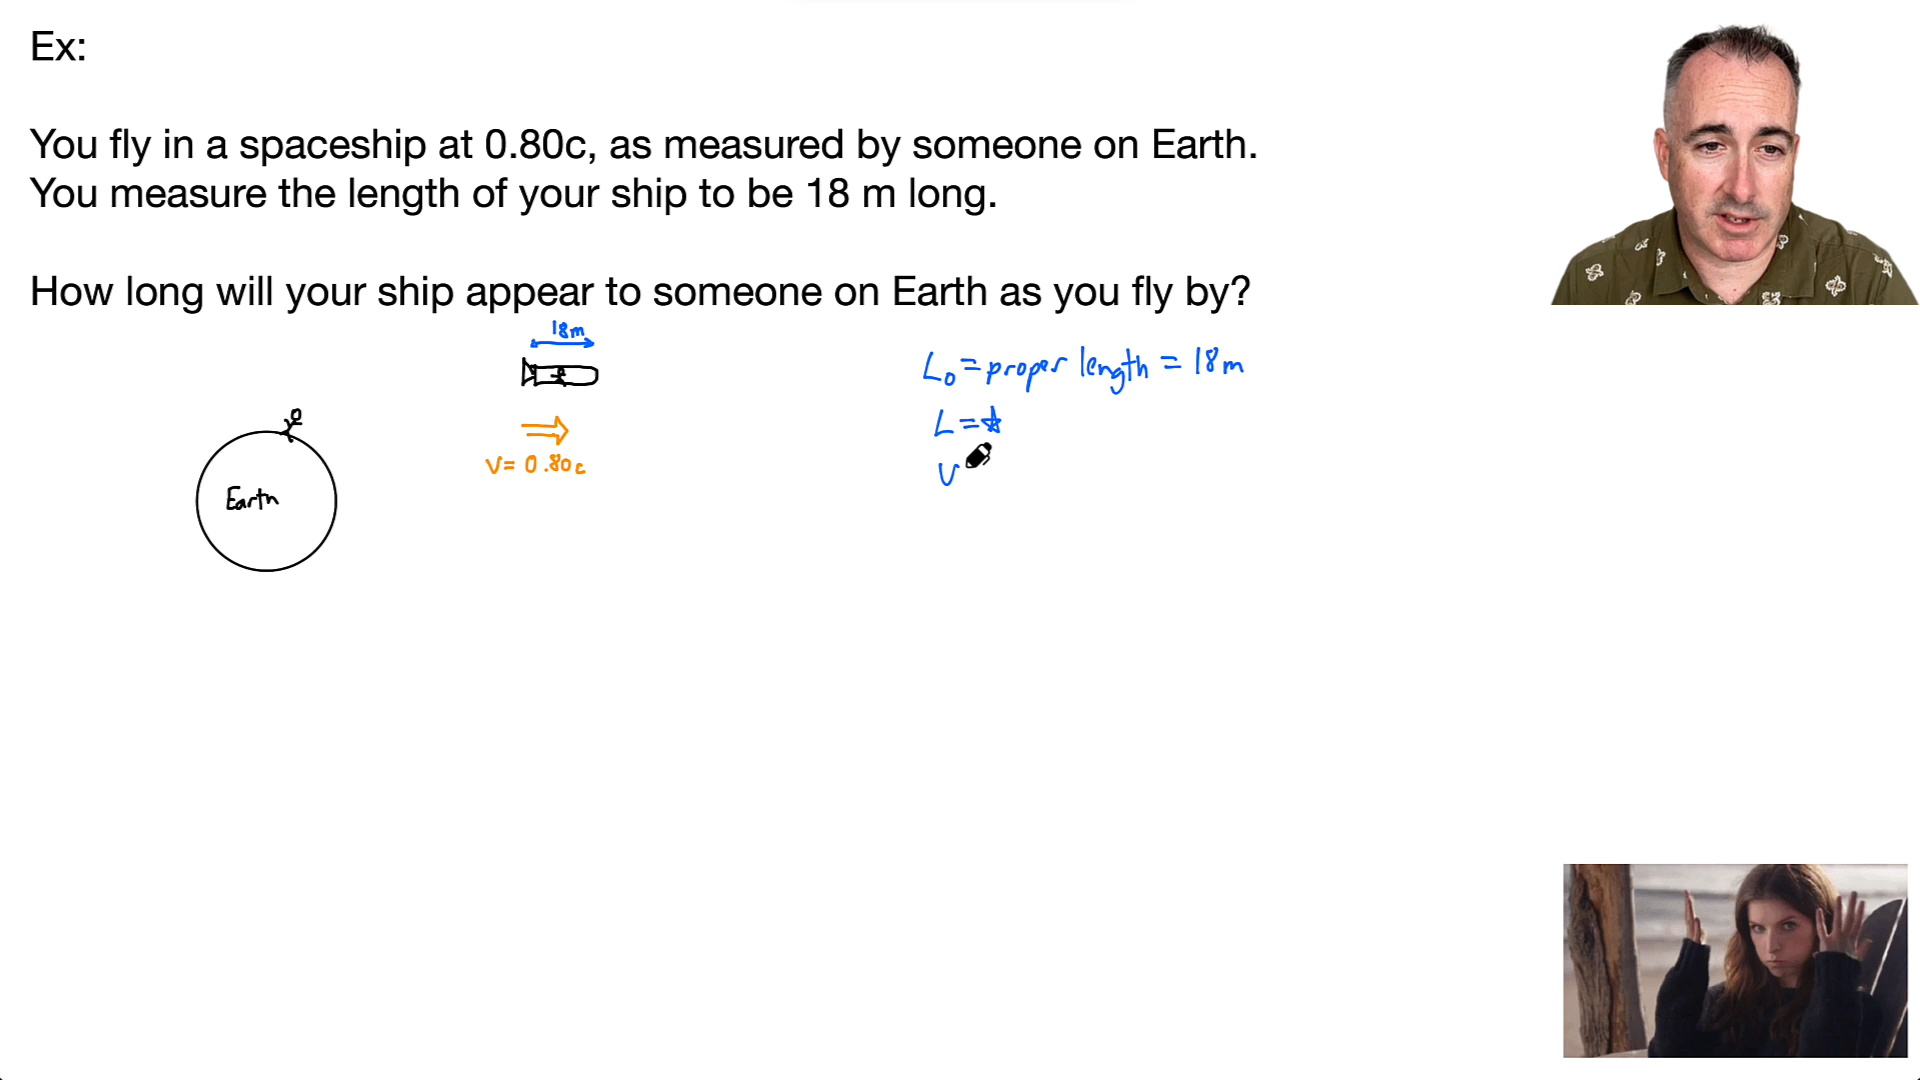 Ex:
You fly in a spaceship at 0.80c, as measured by someone on Earth.
You measure the length of your ship to be 18 m long.
How long will your ship appear to someone on Earth as you fly by?
18m
L₀ = proper length = 18m
L =
V
V = 0.80c
Earth